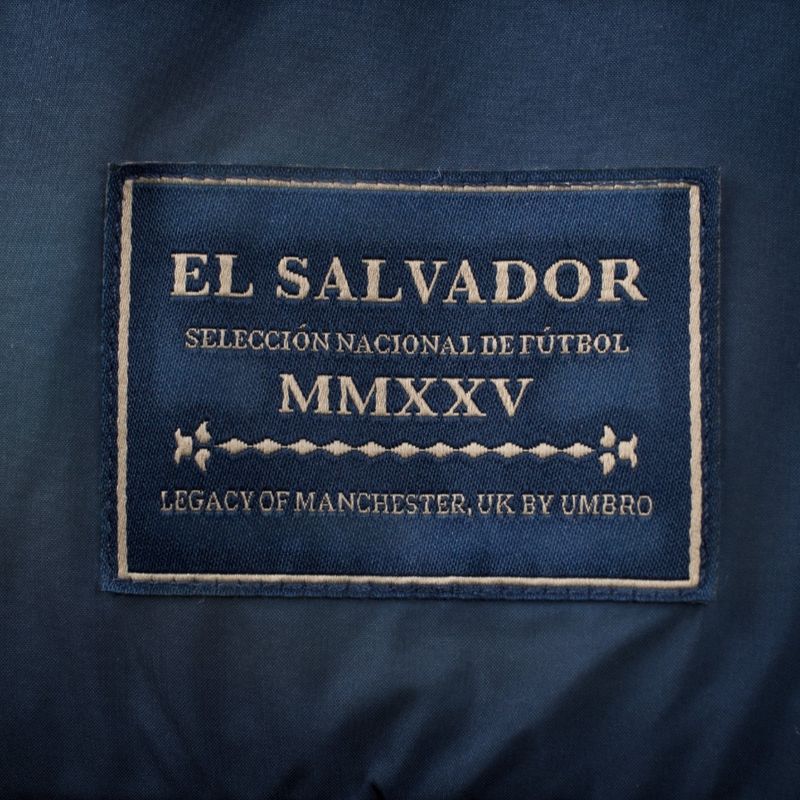 EL SALVADOR
SELECCIÓN NACIONAL DE FÚTBOL
MMXXV
LEGACY OF MANCHESTER, UK BY UMBRO